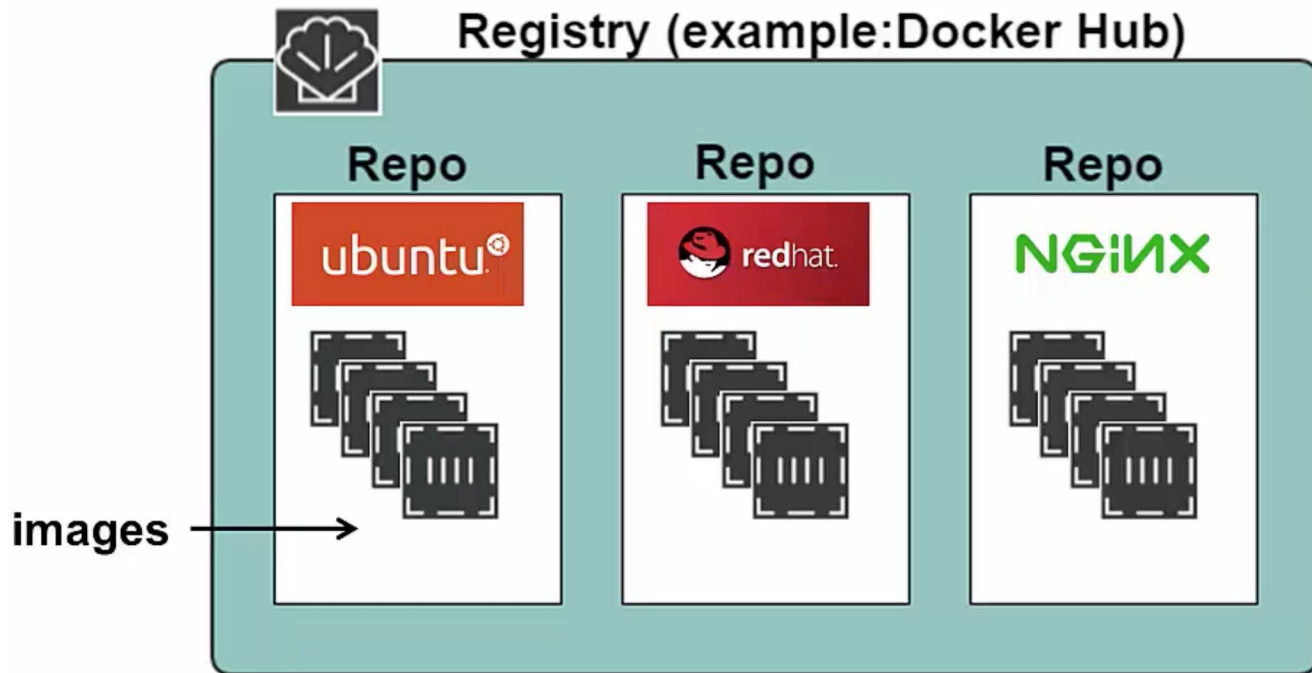 Registry (example:Docker Hub)
Repo
Repo
Repo
ubuntu
redhat.
NGiNX
images